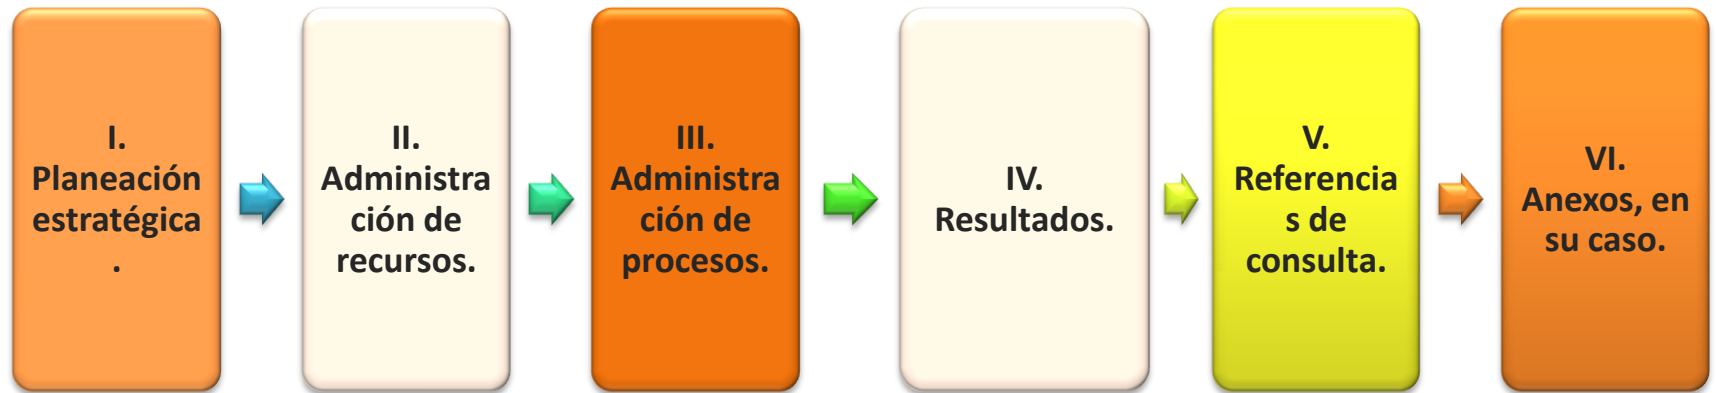 I.
Planeación
estratégica
.
II.
Administra
ción de
recursos.
III.
Administra
ción de
procesos.
IV.
Resultados.
V.
Referencia
s de
consulta.
VI.
Anexos, en
su caso.